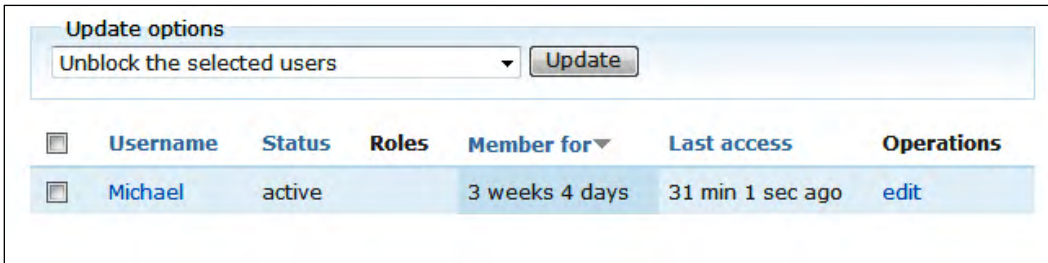 Update options
Unblock the selected users Update
Username Status Roles Member for Last access Operations
Michael active 3 weeks 4 days 31 min 1 sec ago edit